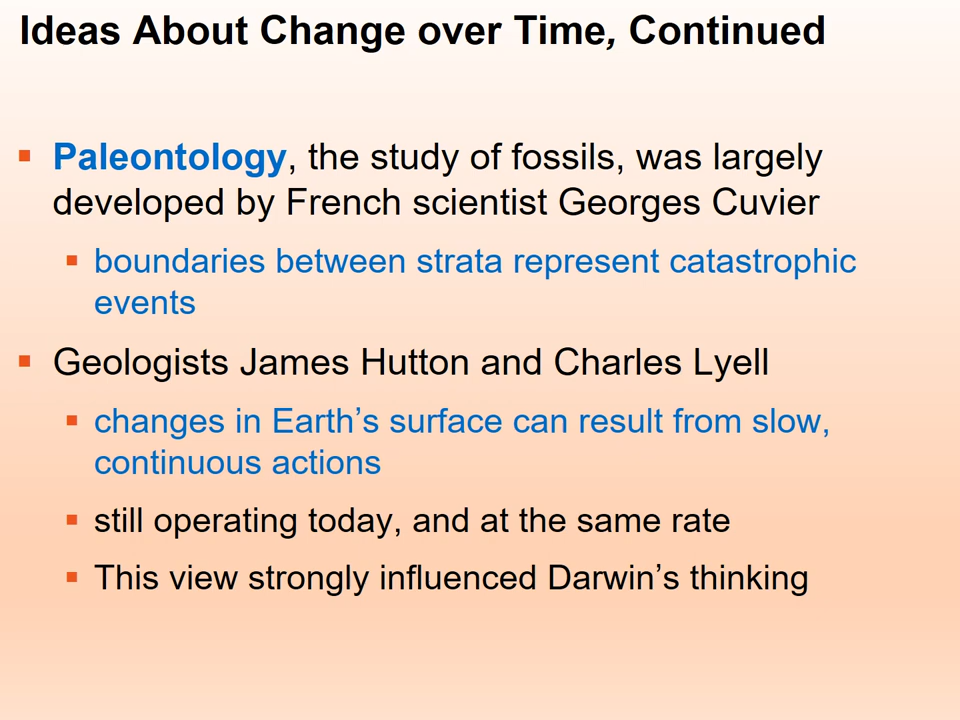 Ideas About Change over Time, Continued
▪ Paleontology, the study of fossils, was largely
developed by French scientist Georges Cuvier
▪ boundaries between strata represent catastrophic
events
▪ Geologists James Hutton and Charles Lyell
▪ changes in Earth’s surface can result from slow,
continuous actions
▪ still operating today, and at the same rate
▪ This view strongly influenced Darwin’s thinking